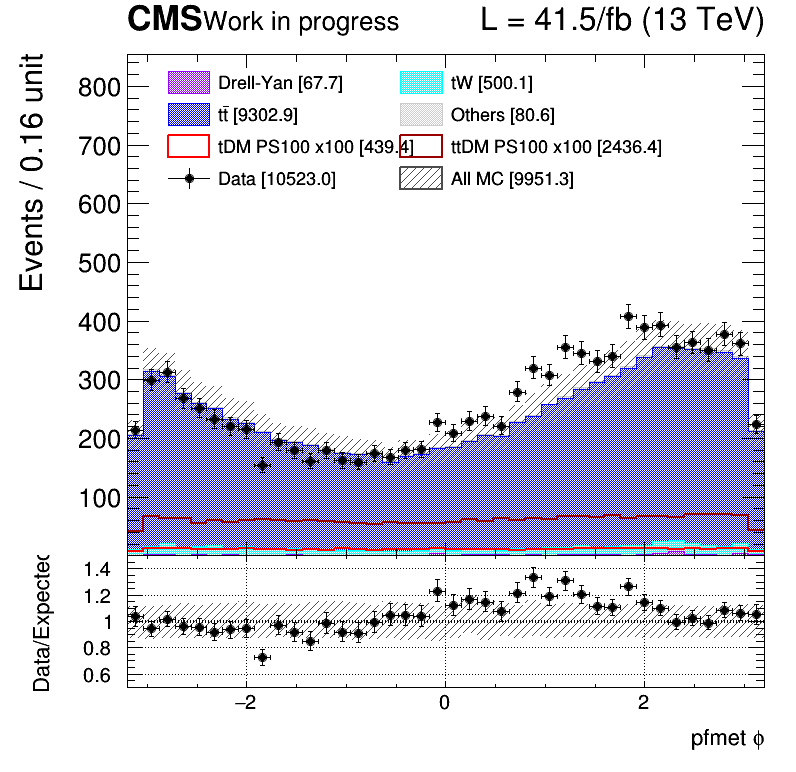 CMS Work in progress L = 41.5/fb (13 TeV)
Events / 0.16 unit
800
700
600
500
400
300
200
100
Drell-Yan [67.7]
tW [500.1]
tt̄ [9302.9]
Others [80.6]
tDM PS100 x100 [439.4]
ttDM PS100 x100 [2436.4]
Data [10523.0]
All MC [9951.3]
Data/Expected
1.4
1.2
1
0.8
0.6
−2 0 2
pfmet ϕ